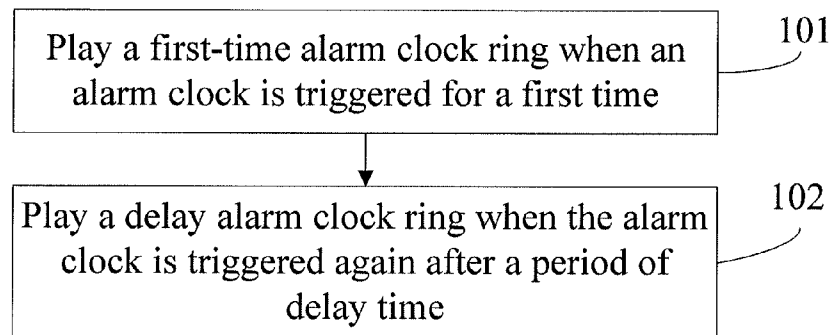 Play a first-time alarm clock ring when an
alarm clock is triggered for a first time
101
Play a delay alarm clock ring when the alarm
clock is triggered again after a period of
delay time
102